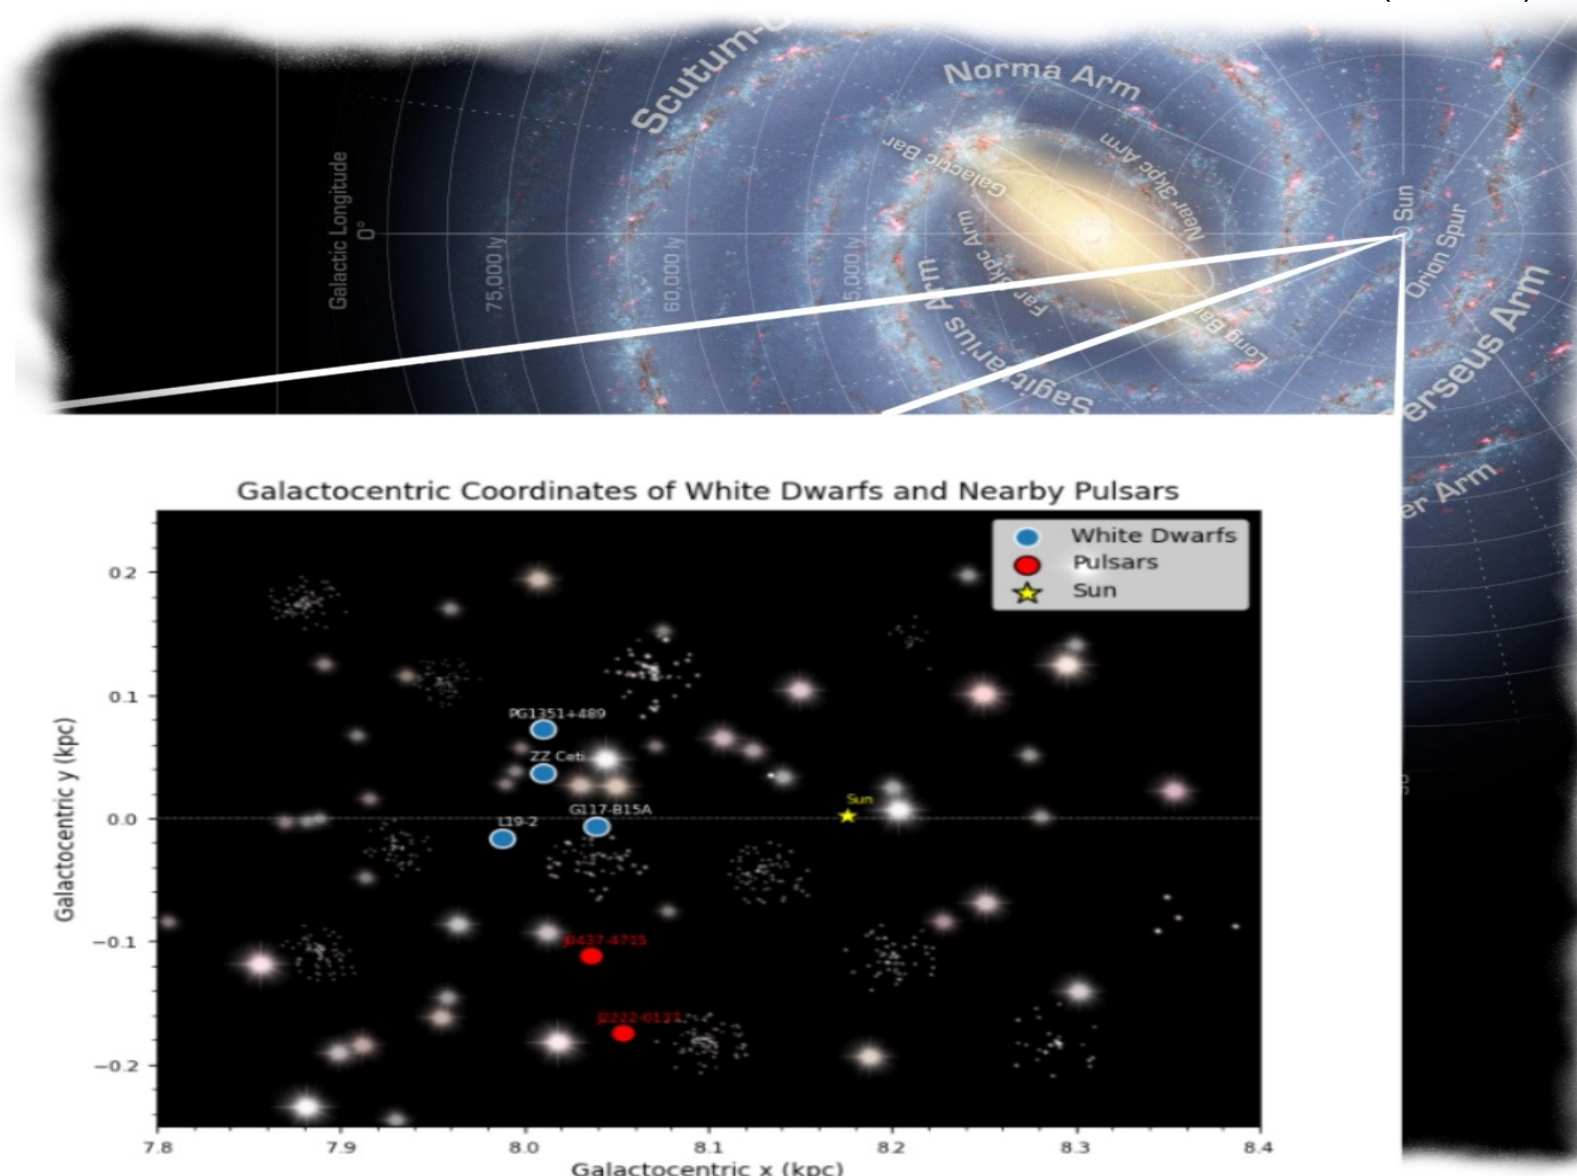 Scutum-C
Norma Arm
Galactic Bar
Near 3kpc Arm
Galactic Longitude
0°
75,000 ly
60,000 ly
5,000 ly
Far 3kpc Arm
Sagittarius Arm
Long Bar
Sun
Orion Spur
erseus Arm
er Arm
Galactocentric Coordinates of White Dwarfs and Nearby Pulsars
White Dwarfs
Pulsars
Sun
Galactocentric y (kpc)
0.2
0.1
0.0
−0.1
−0.2
PG1351+489
ZZ Ceti
G117-B15A
L19-2
Sun
J0437-4715
J2222-0137
7.8 7.9 8.0 8.1 8.2 8.3 8.4
Galactocentric x (kpc)